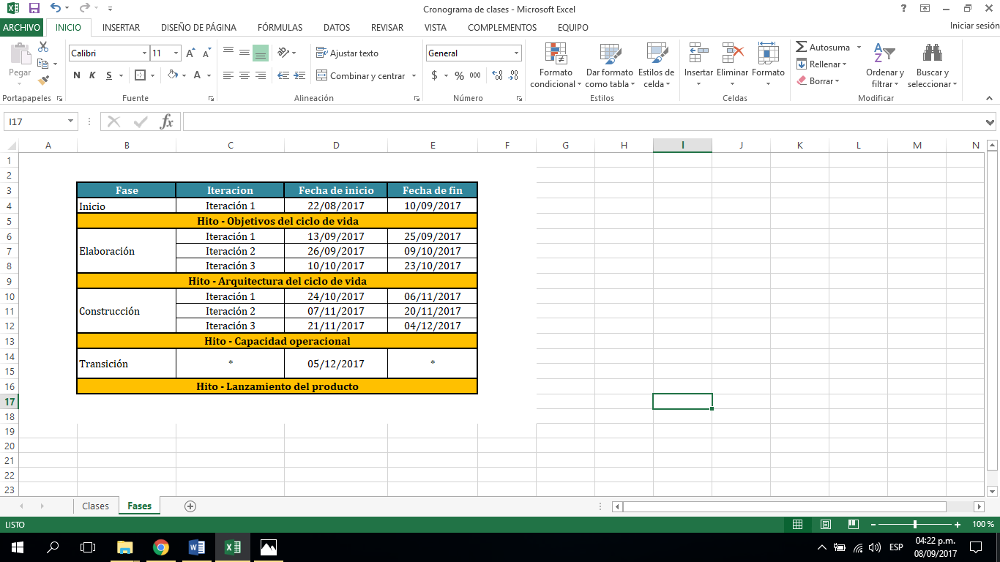 Cronograma de clases - Microsoft Excel
?
ARCHIVO INICIO INSERTAR DISEÑO DE PÁGINA FÓRMULAS DATOS REVISAR VISTA COMPLEMENTOS EQUIPO Iniciar sesión
Pegar
Calibri 11 A A
N K S A
Ajustar texto
Combinar y centrar
General
$ % 000
Formato condicional
Dar formato como tabla
Estilos de celda
Insertar Eliminar Formato
Autosuma
Rellenar
Borrar
Ordenar y filtrar
Buscar y seleccionar
Portapapeles Fuente Alineación Número Estilos Celdas Modificar
I17 fx
A B C D E F G H I J K L M N
1
2
3 Fase Iteracion Fecha de inicio Fecha de fin
4 Inicio Iteración 1 22/08/2017 10/09/2017
5 Hito - Objetivos del ciclo de vida
6 Iteración 1 13/09/2017 25/09/2017
7 Elaboración Iteración 2 26/09/2017 09/10/2017
8 Iteración 3 10/10/2017 23/10/2017
9 Hito - Arquitectura del ciclo de vida
10 Iteración 1 24/10/2017 06/11/2017
11 Construcción Iteración 2 07/11/2017 20/11/2017
12 Iteración 3 21/11/2017 04/12/2017
13 Hito - Capacidad operacional
14
Transición * 05/12/2017 *
15
16 Hito - Lanzamiento del producto
17
18
19
20
21
22
23
Clases Fases
LISTO 100 %
ESP 04:22 p.m.
08/09/2017